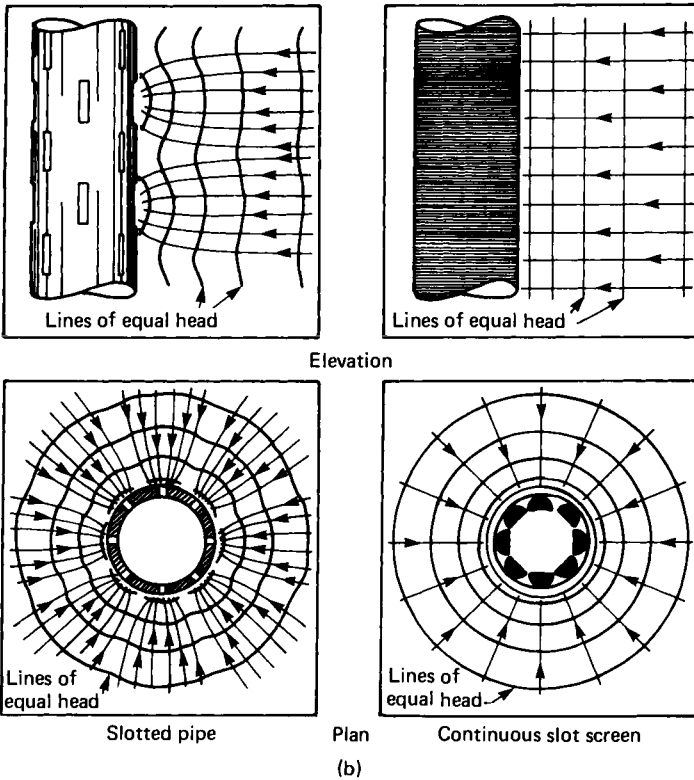 Lines of equal head
Lines of equal head
Elevation
Lines of
equal head
Lines of
equal head
Slotted pipe
Plan
Continuous slot screen
(b)